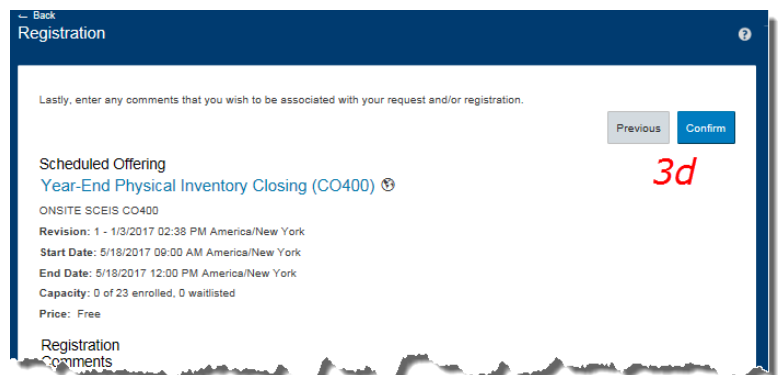 Back
Registration
?
Lastly, enter any comments that you wish to be associated with your request and/or registration.
Previous Confirm
3d
Scheduled Offering
Year-End Physical Inventory Closing (CO400)
ONSITE SCEIS CO400
Revision: 1 - 1/3/2017 02:38 PM America/New York
Start Date: 5/18/2017 09:00 AM America/New York
End Date: 5/18/2017 12:00 PM America/New York
Capacity: 0 of 23 enrolled, 0 waitlisted
Price: Free
Registration
Comments